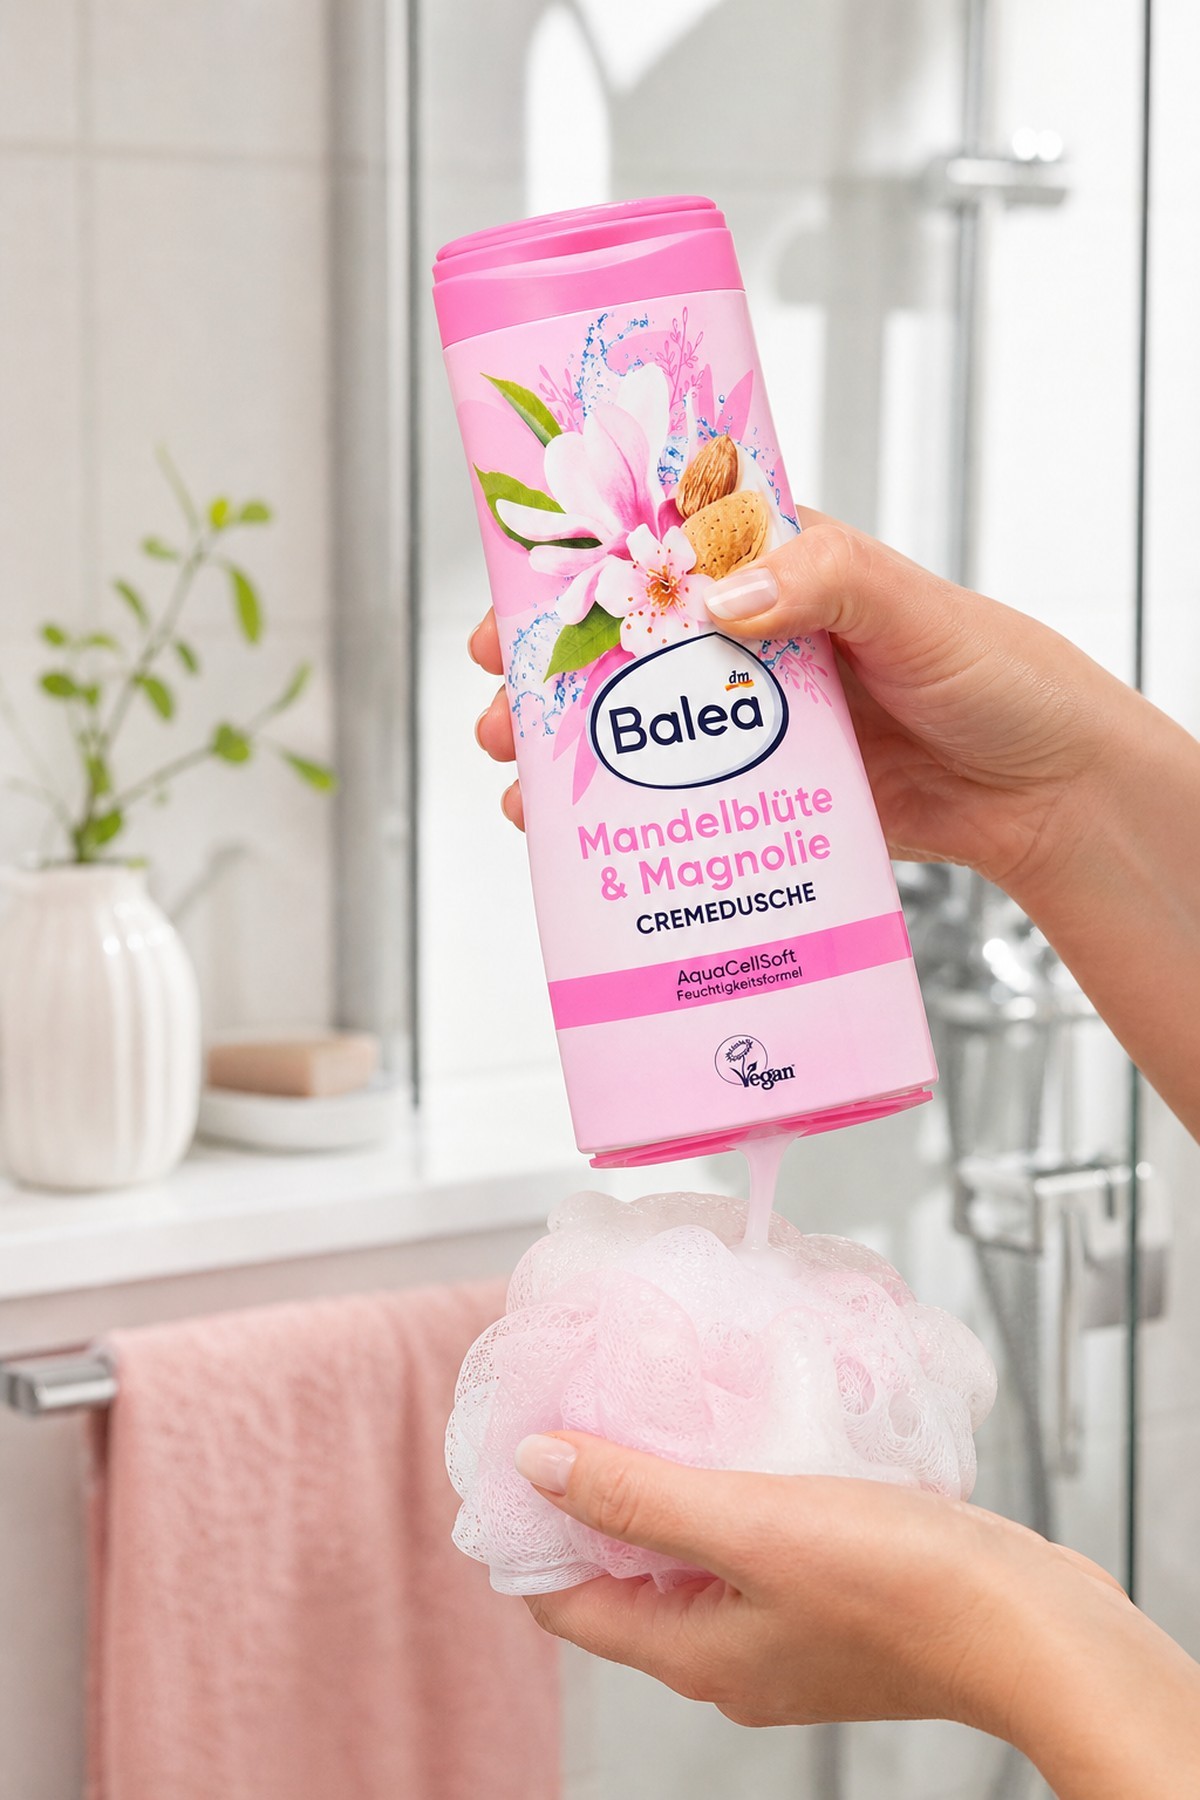 dm
Balea
Mandelblüte
& Magnolie
CREMEDUSCHE
AquaCellSoft
Feuchtigkeitsformel
Vegan